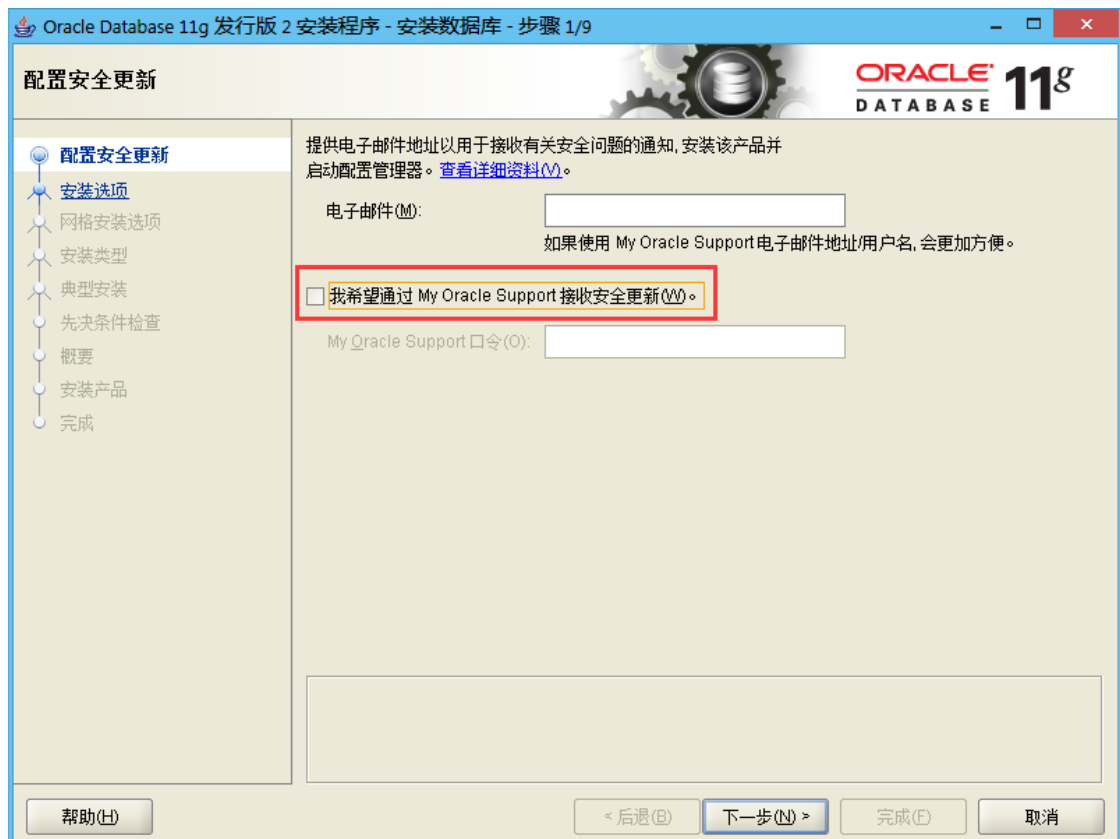 Oracle Database 11g 发行版 2 安装程序 - 安装数据库 - 步骤 1/9
配置安全更新
ORACLE DATABASE 11g
配置安全更新
安装选项
网格安装选项
安装类型
典型安装
先决条件检查
概要
安装产品
完成
提供电子邮件地址以用于接收有关安全问题的通知, 安装该产品并
启动配置管理器。查看详细资料(V)。
电子邮件(M):
如果使用 My Oracle Support 电子邮件地址/用户名, 会更加方便。
我希望通过 My Oracle Support 接收安全更新(W)。
My Oracle Support 口令(O):
帮助(H)
< 后退(B)
下一步(N) >
完成(F)
取消